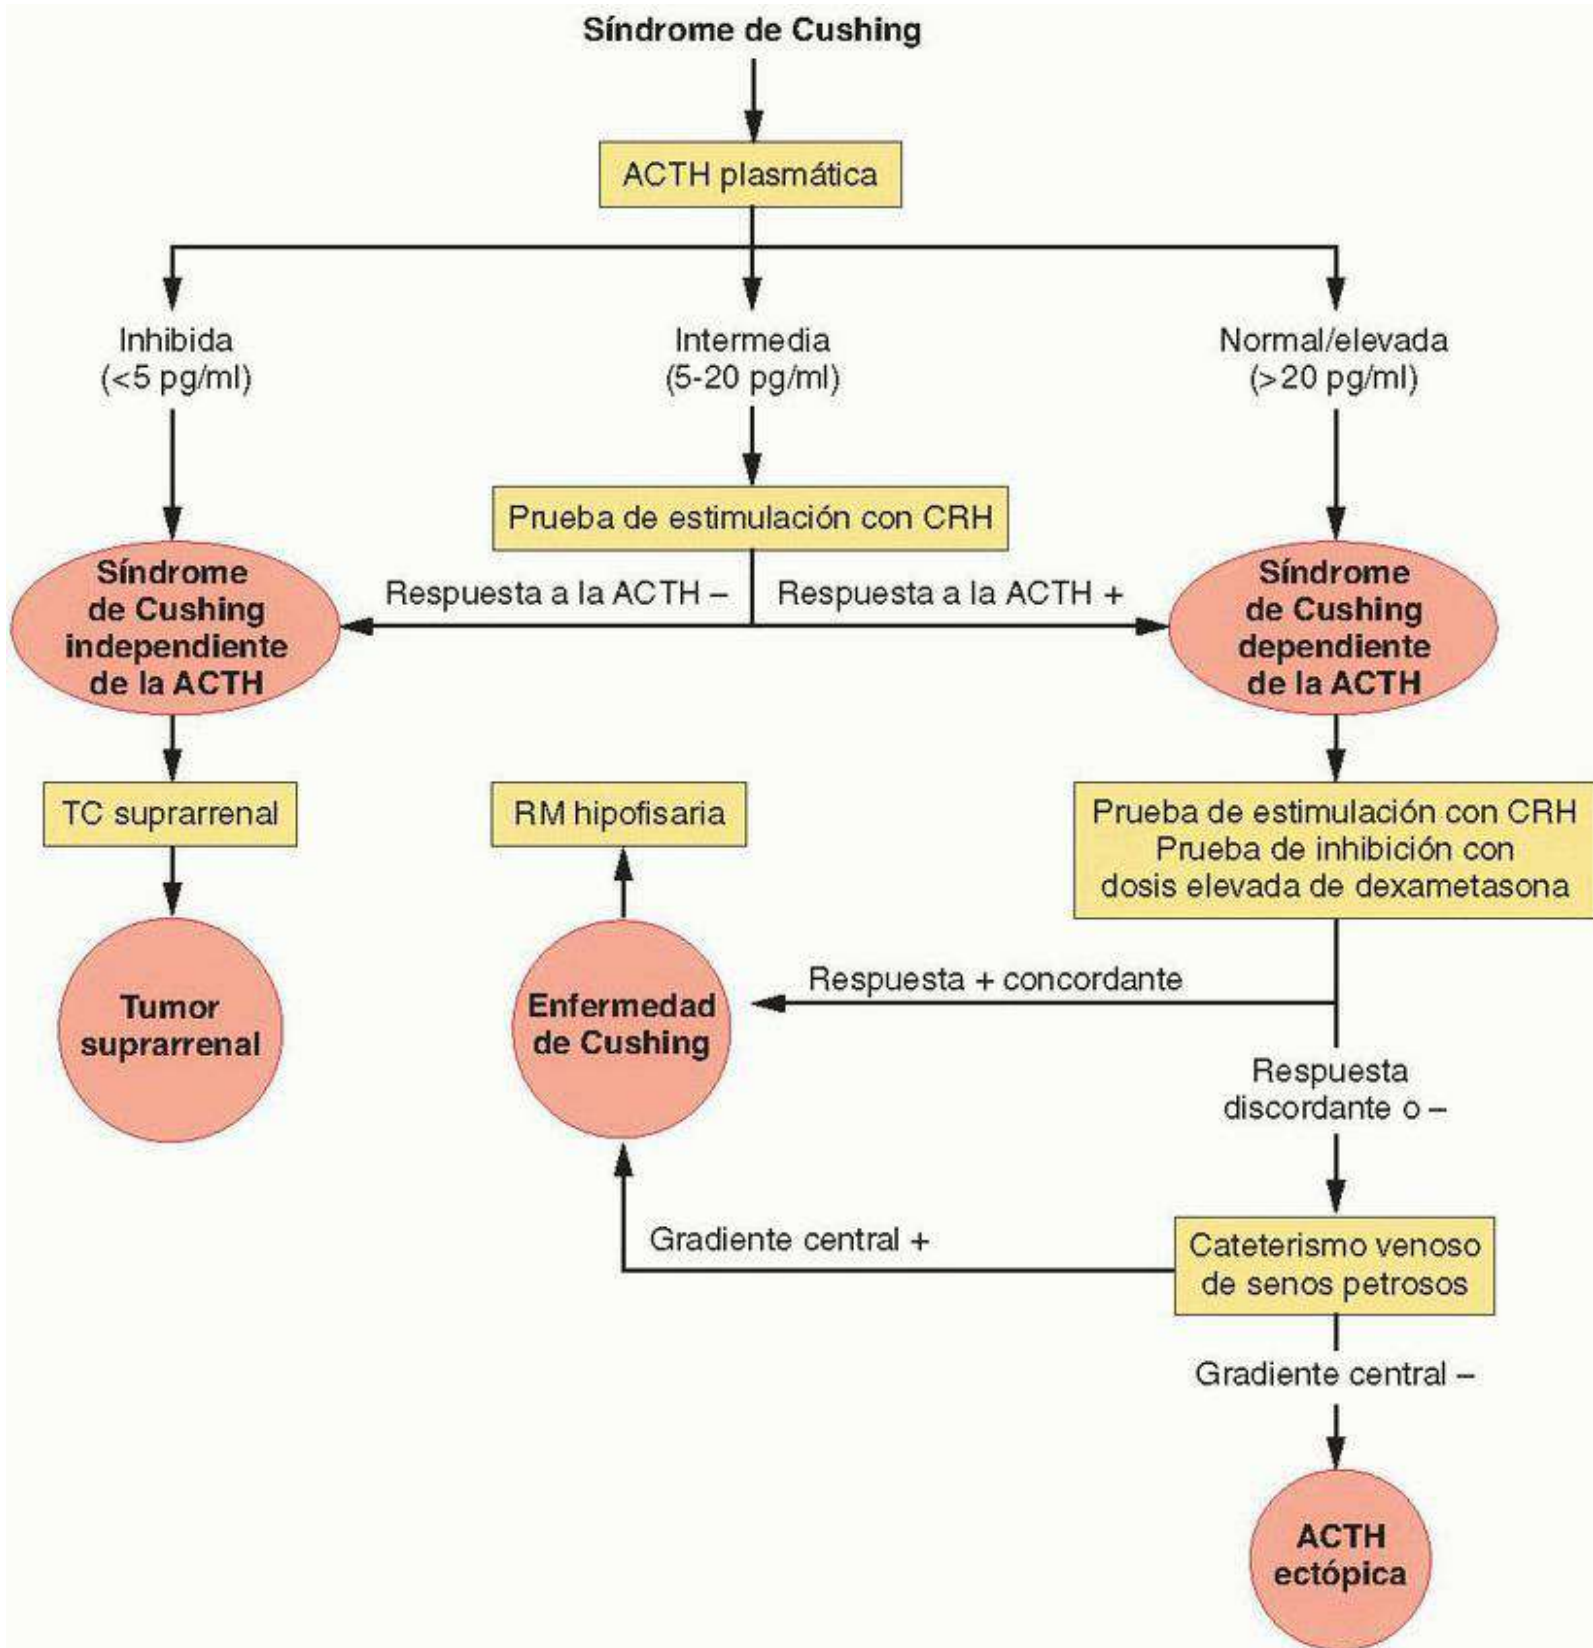 Síndrome de Cushing
ACTH plasmática
Inhibida
(<5 pg/ml)
Intermedia
(5-20 pg/ml)
Normal/elevada
(>20 pg/ml)
Prueba de estimulación con CRH
Respuesta a la ACTH –
Respuesta a la ACTH +
Síndrome
de Cushing
independiente
de la ACTH
Síndrome
de Cushing
dependiente
de la ACTH
TC suprarrenal
RM hipofisaria
Prueba de estimulación con CRH
Prueba de inhibición con
dosis elevada de dexametasona
Tumor
suprarrenal
Enfermedad
de Cushing
Respuesta + concordante
Respuesta
discordante o –
Gradiente central +
Cateterismo venoso
de senos petrosos
Gradiente central –
ACTH
ectópica